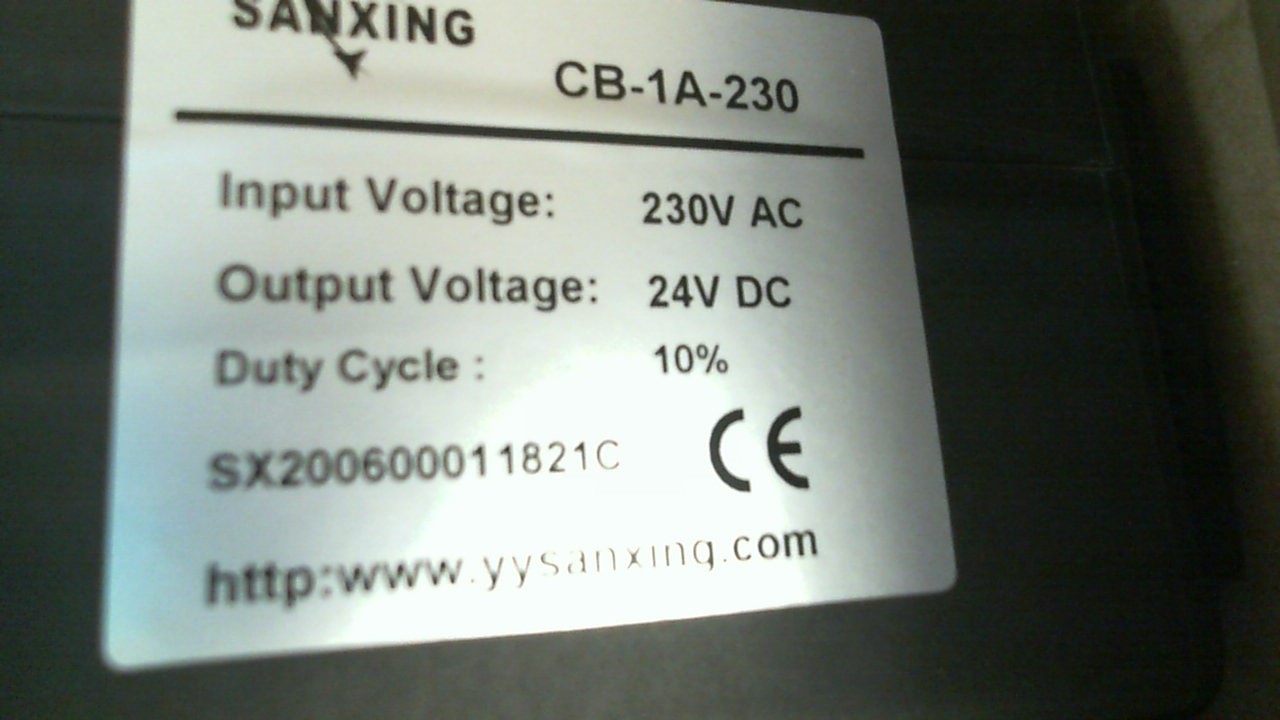 SANXING
CB-1A-230
Input Voltage: 230V AC
Output Voltage: 24V DC
Duty Cycle : 10%
SX200600011821C CE
http:www.yysanxing.com